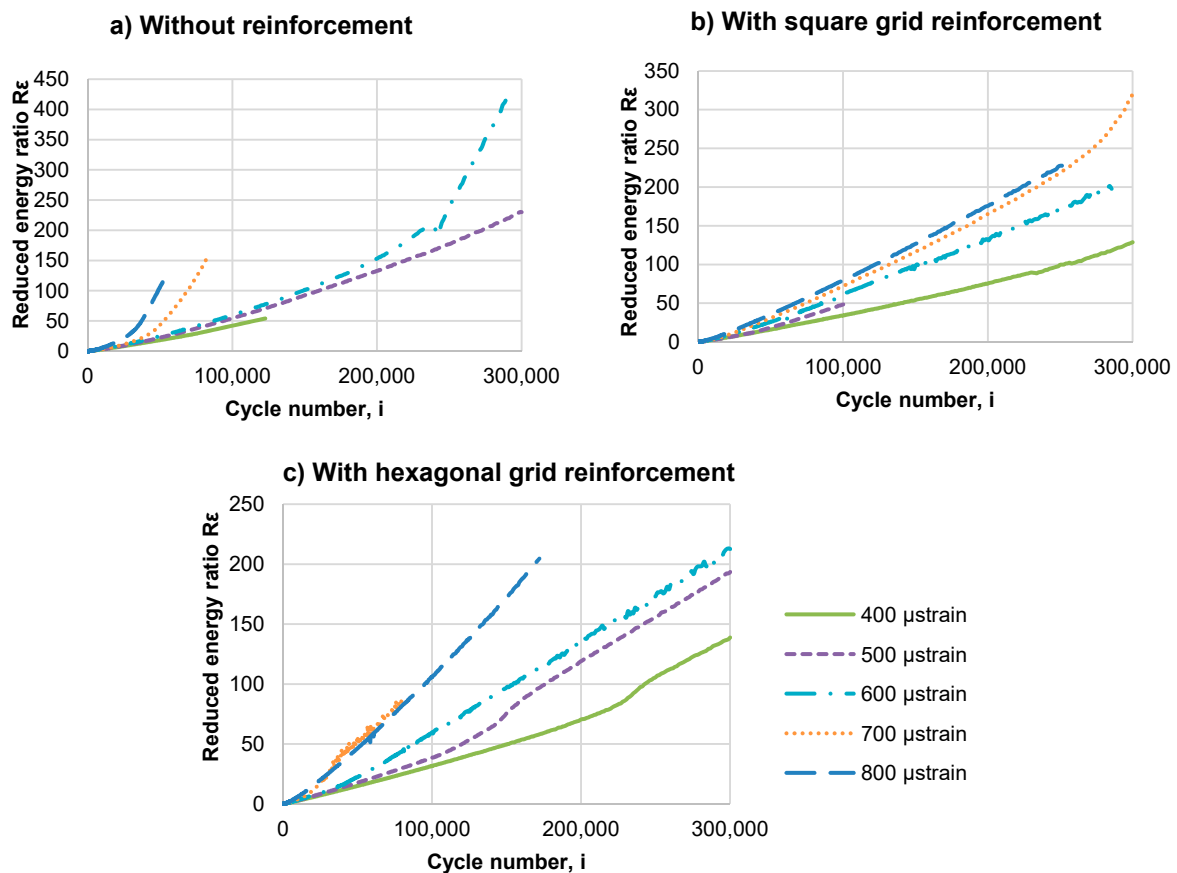 a) Without reinforcement
Reduced energy ratio Rε
450
400
350
300
250
200
150
100
50
0
0
100,000
200,000
300,000
Cycle number, i
b) With square grid reinforcement
Reduced energy ratio Rε
350
300
250
200
150
100
50
0
0
100,000
200,000
300,000
Cycle number, i
c) With hexagonal grid reinforcement
Reduced energy ratio Rε
250
200
150
100
50
0
0
100,000
200,000
300,000
Cycle number, i
400 µstrain
500 µstrain
600 µstrain
700 µstrain
800 µstrain